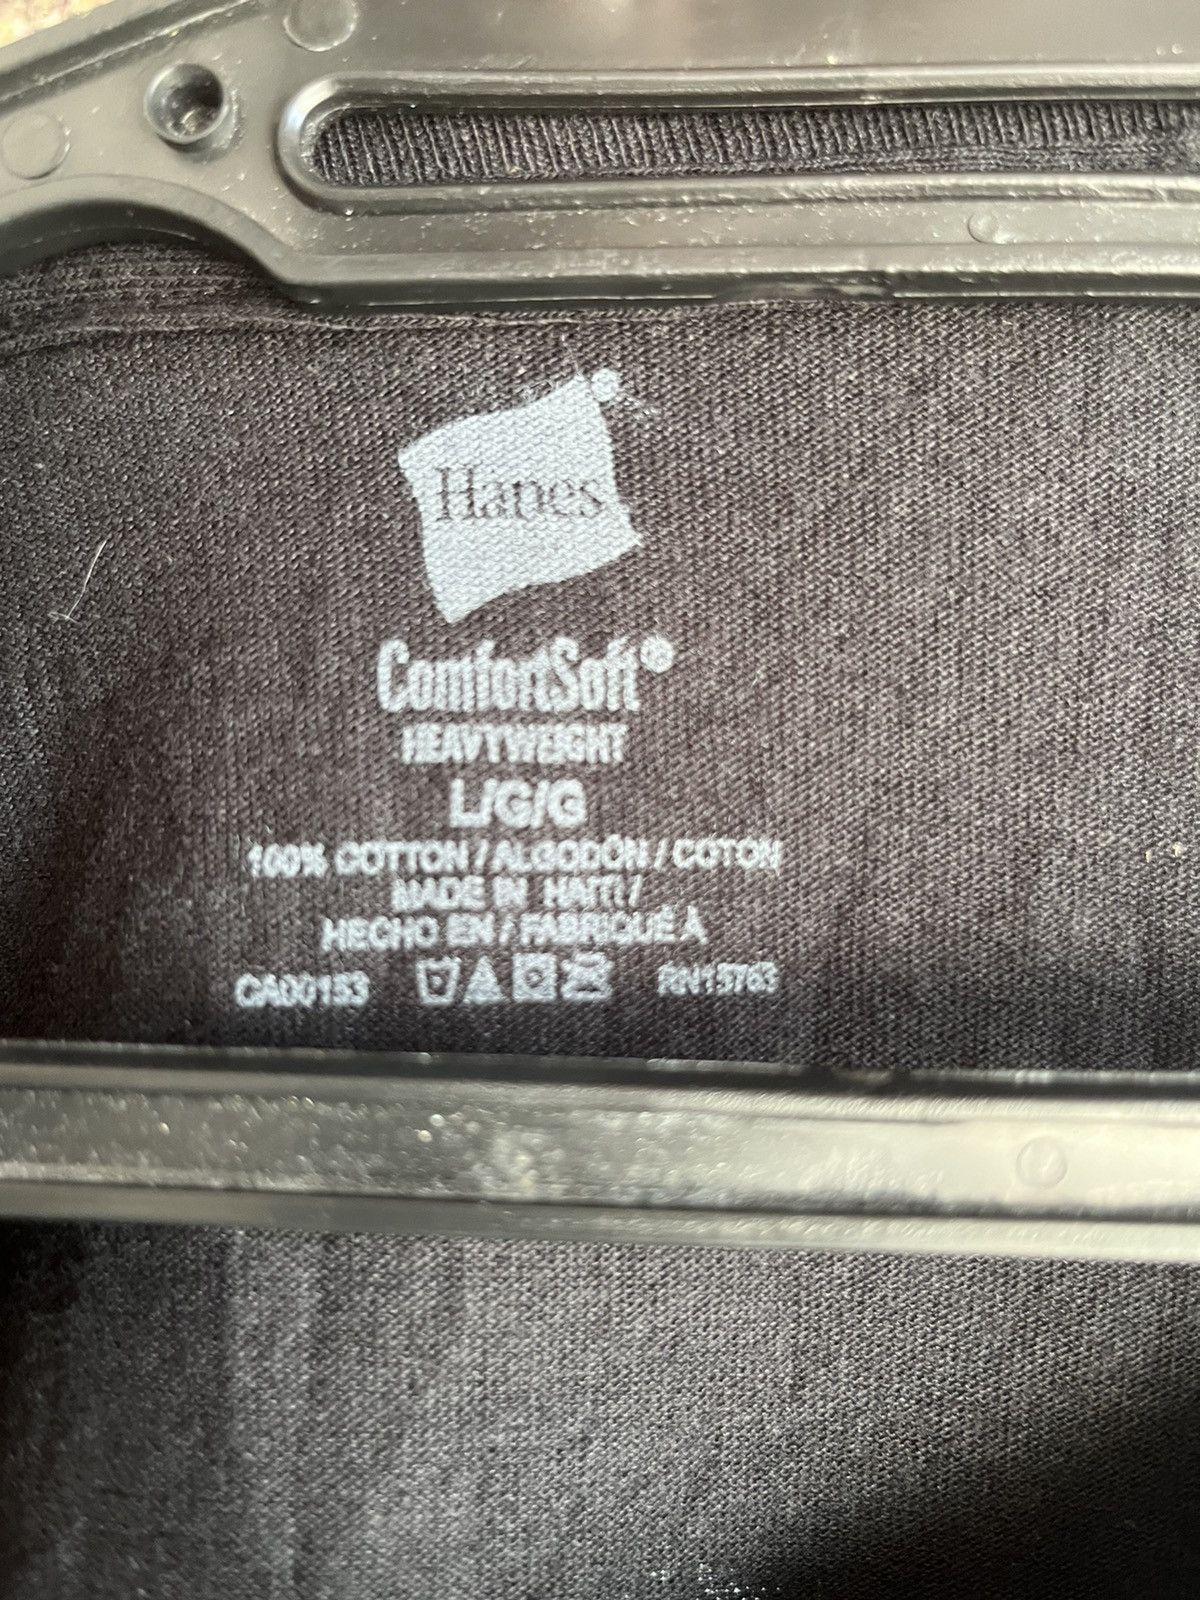 Hanes
ComfortSoft®
HEAVYWEIGHT
L/G/G
100% COTTON / ALGODÓN / COTON
MADE IN HAITI /
HECHO EN / FABRIQUÉ À
CA00153 RN15763